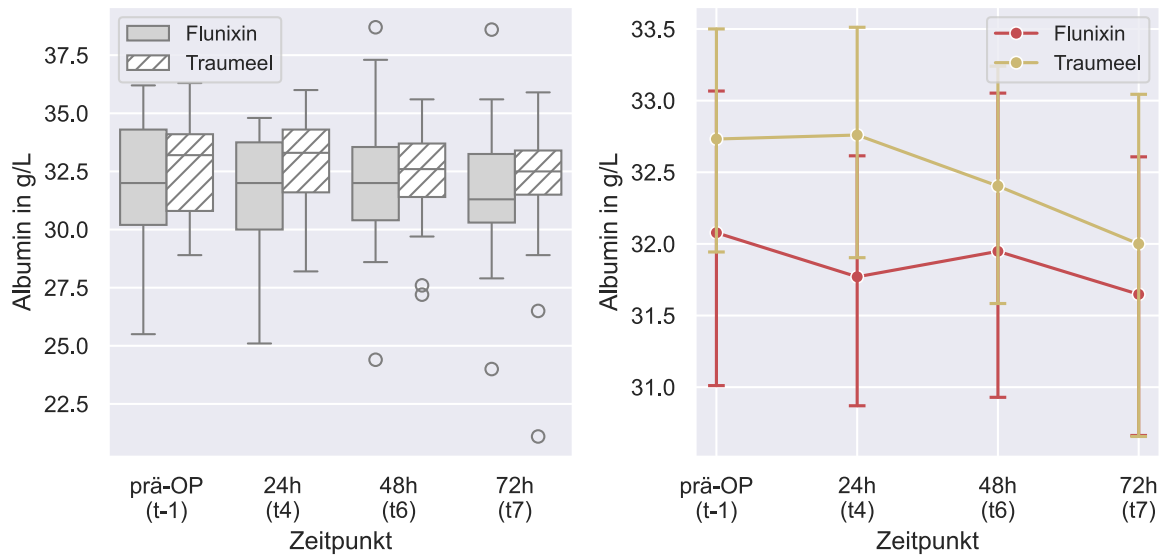 Flunixin
Traumeel
37.5
35.0
32.5
30.0
27.5
25.0
22.5
Albumin in g/L
prä-OP
(t-1)
24h
(t4)
48h
(t6)
72h
(t7)
Zeitpunkt
Flunixin
Traumeel
33.5
33.0
32.5
32.0
31.5
31.0
Albumin in g/L
prä-OP
(t-1)
24h
(t4)
48h
(t6)
72h
(t7)
Zeitpunkt